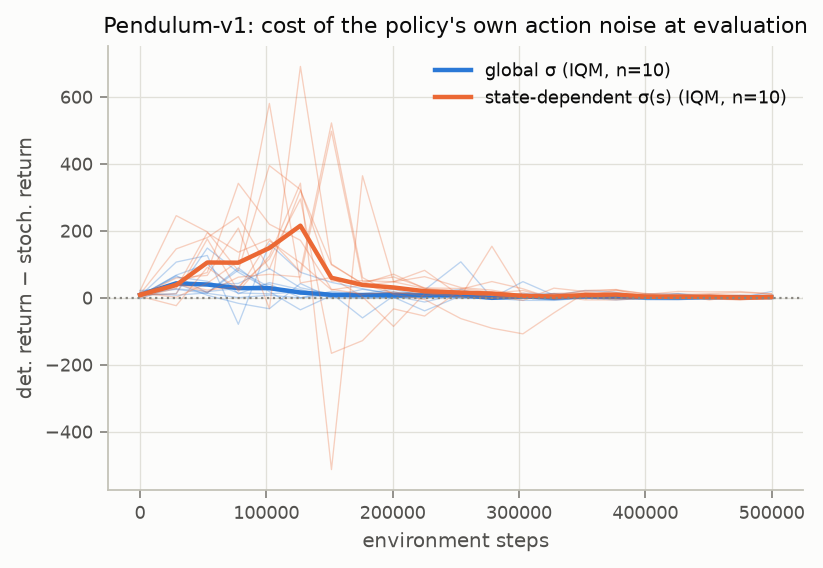 Pendulum-v1: cost of the policy's own action noise at evaluation
global σ (IQM, n=10)
state-dependent σ(s) (IQM, n=10)
600
400
200
0
−200
−400
det. return − stoch. return
0
100000
200000
300000
400000
500000
environment steps